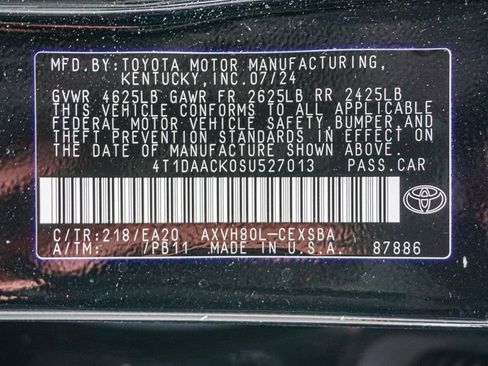 MFD.BY:TOYOTA MOTOR MANUFACTURING,
KENTUCKY,INC.07/24
GVWR 4625LB GAWR FR 2625LB RR 2425LB
THIS VEHICLE CONFORMS TO ALL APPLICABLE
FEDERAL MOTOR VEHICLE SAFETY,BUMPER AND
THEFT PREVENTION STANDARDS IN EFFECT ON
THE DATE OF MANUFACTURE SHOWN ABOVE.
4T1DAACK0SU527013 PASS.CAR
C/TR:218/EA20 AXVH80L-CEXSBA
A/TM: /PB11 MADE IN U.S.A. 87886